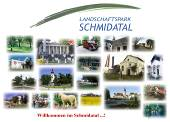 LANDSCHAFTSPARK
SCHMIDATAL
Willkommen im Schmidatal ...!